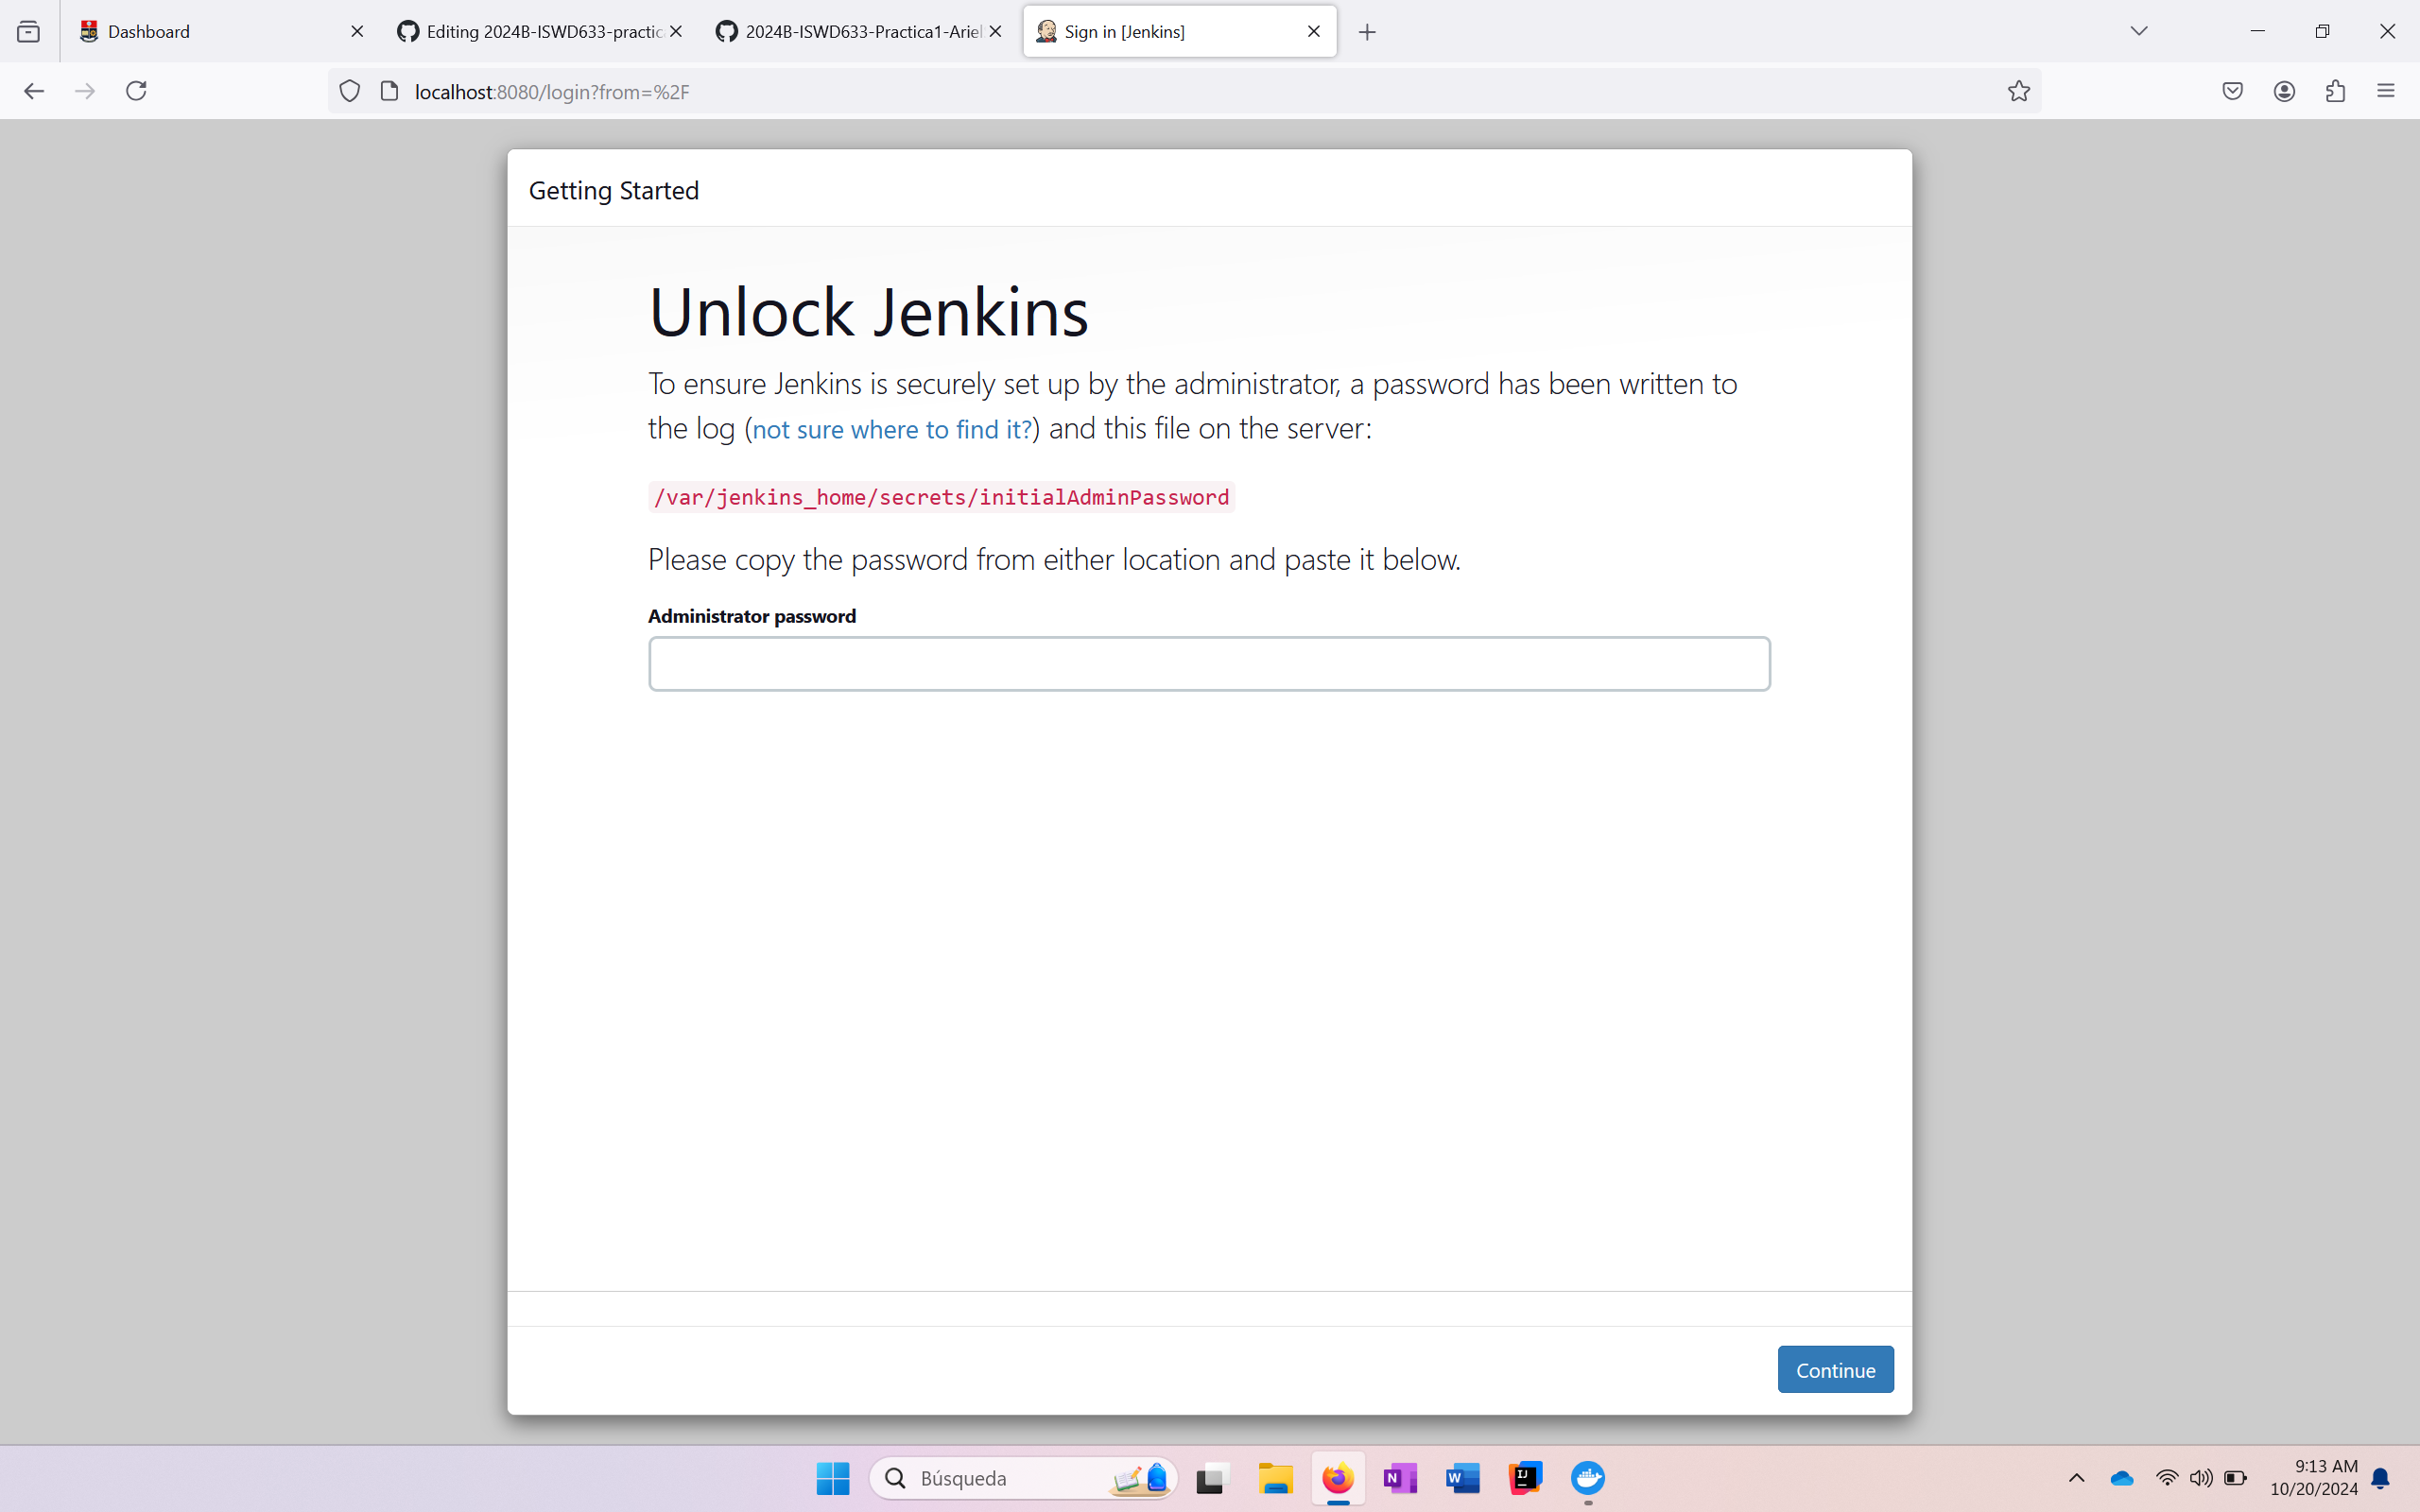 Dashboard
Editing 2024B-ISWD633-practic
2024B-ISWD633-Practica1-Ariel
Sign in [Jenkins]
localhost:8080/login?from=%2F
Getting Started
Unlock Jenkins
To ensure Jenkins is securely set up by the administrator, a password has been written to
the log (not sure where to find it?) and this file on the server:
/var/jenkins_home/secrets/initialAdminPassword
Please copy the password from either location and paste it below.
Administrator password
Continue
Búsqueda
9:13 AM
10/20/2024